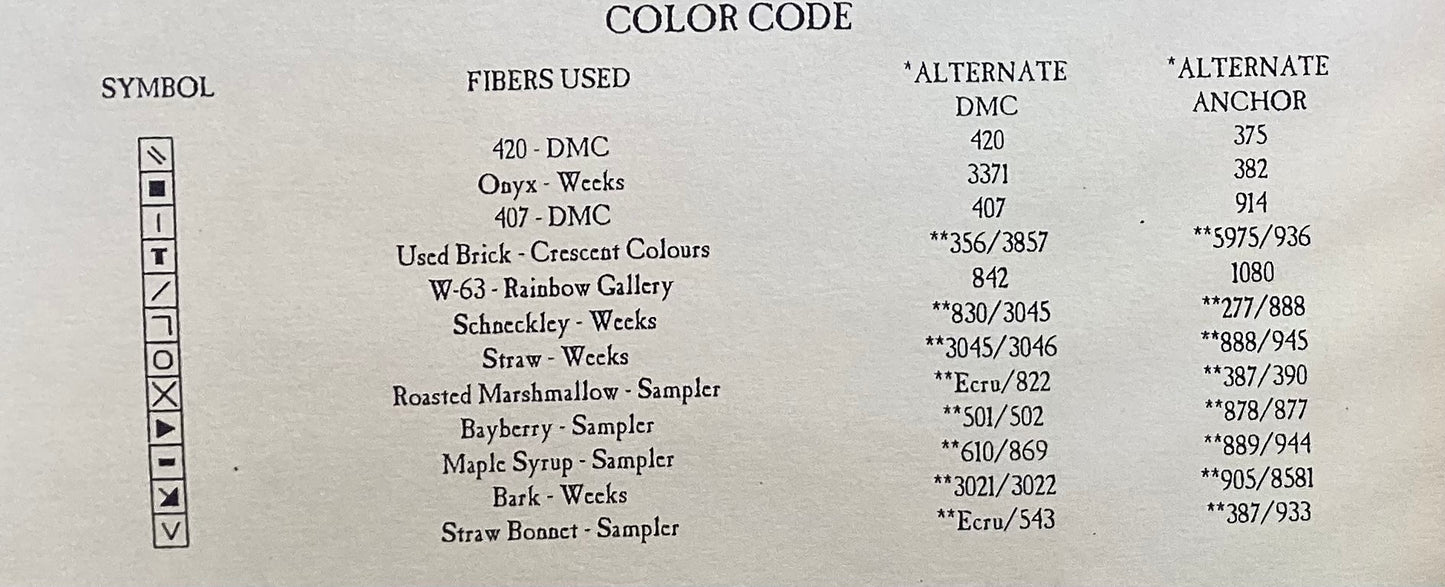 COLOR CODE
SYMBOL FIBERS USED *ALTERNATE DMC *ALTERNATE ANCHOR
420 - DMC 420 375
Onyx - Weeks 3371 382
407 - DMC 407 914
T Used Brick - Crescent Colours **356/3857 **5975/936
W-63 - Rainbow Gallery 842 1080
Schneckley - Weeks **830/3045 **277/888
Straw - Weeks **3045/3046 **888/945
Roasted Marshmallow - Sampler **Ecru/822 **387/390
Bayberry - Sampler **501/502 **878/877
Maple Syrup - Sampler **610/869 **889/944
Bark - Weeks **3021/3022 **905/8581
Straw Bonnet - Sampler **Ecru/543 **387/933